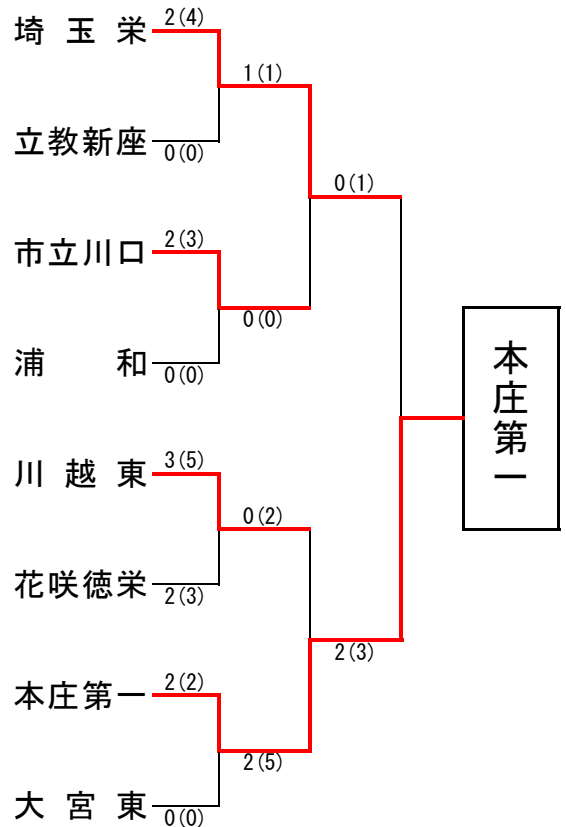 埼玉栄 2(4)
1(1)
立教新座 0(0)
0(1)
市立川口 2(3)
0(0)
浦和 0(0)
本庄第一
川越東 3(5)
0(2)
花咲徳栄 2(3)
2(3)
本庄第一 2(2)
2(5)
大宮東 0(0)